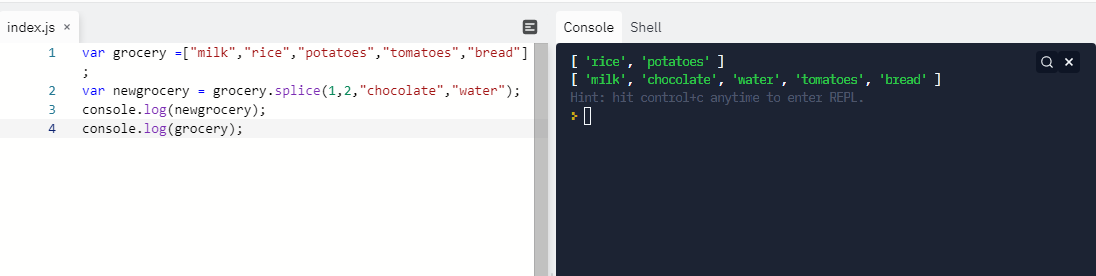 index.js ×
1 var grocery =["milk","rice","potatoes","tomatoes","bread"]
;
2 var newgrocery = grocery.splice(1,2,"chocolate","water");
3 console.log(newgrocery);
4 console.log(grocery);
Console Shell
[ 'rice', 'potatoes' ]
[ 'milk', 'chocolate', 'water', 'tomatoes', 'bread' ]
Hint: hit control+c anytime to enter REPL.